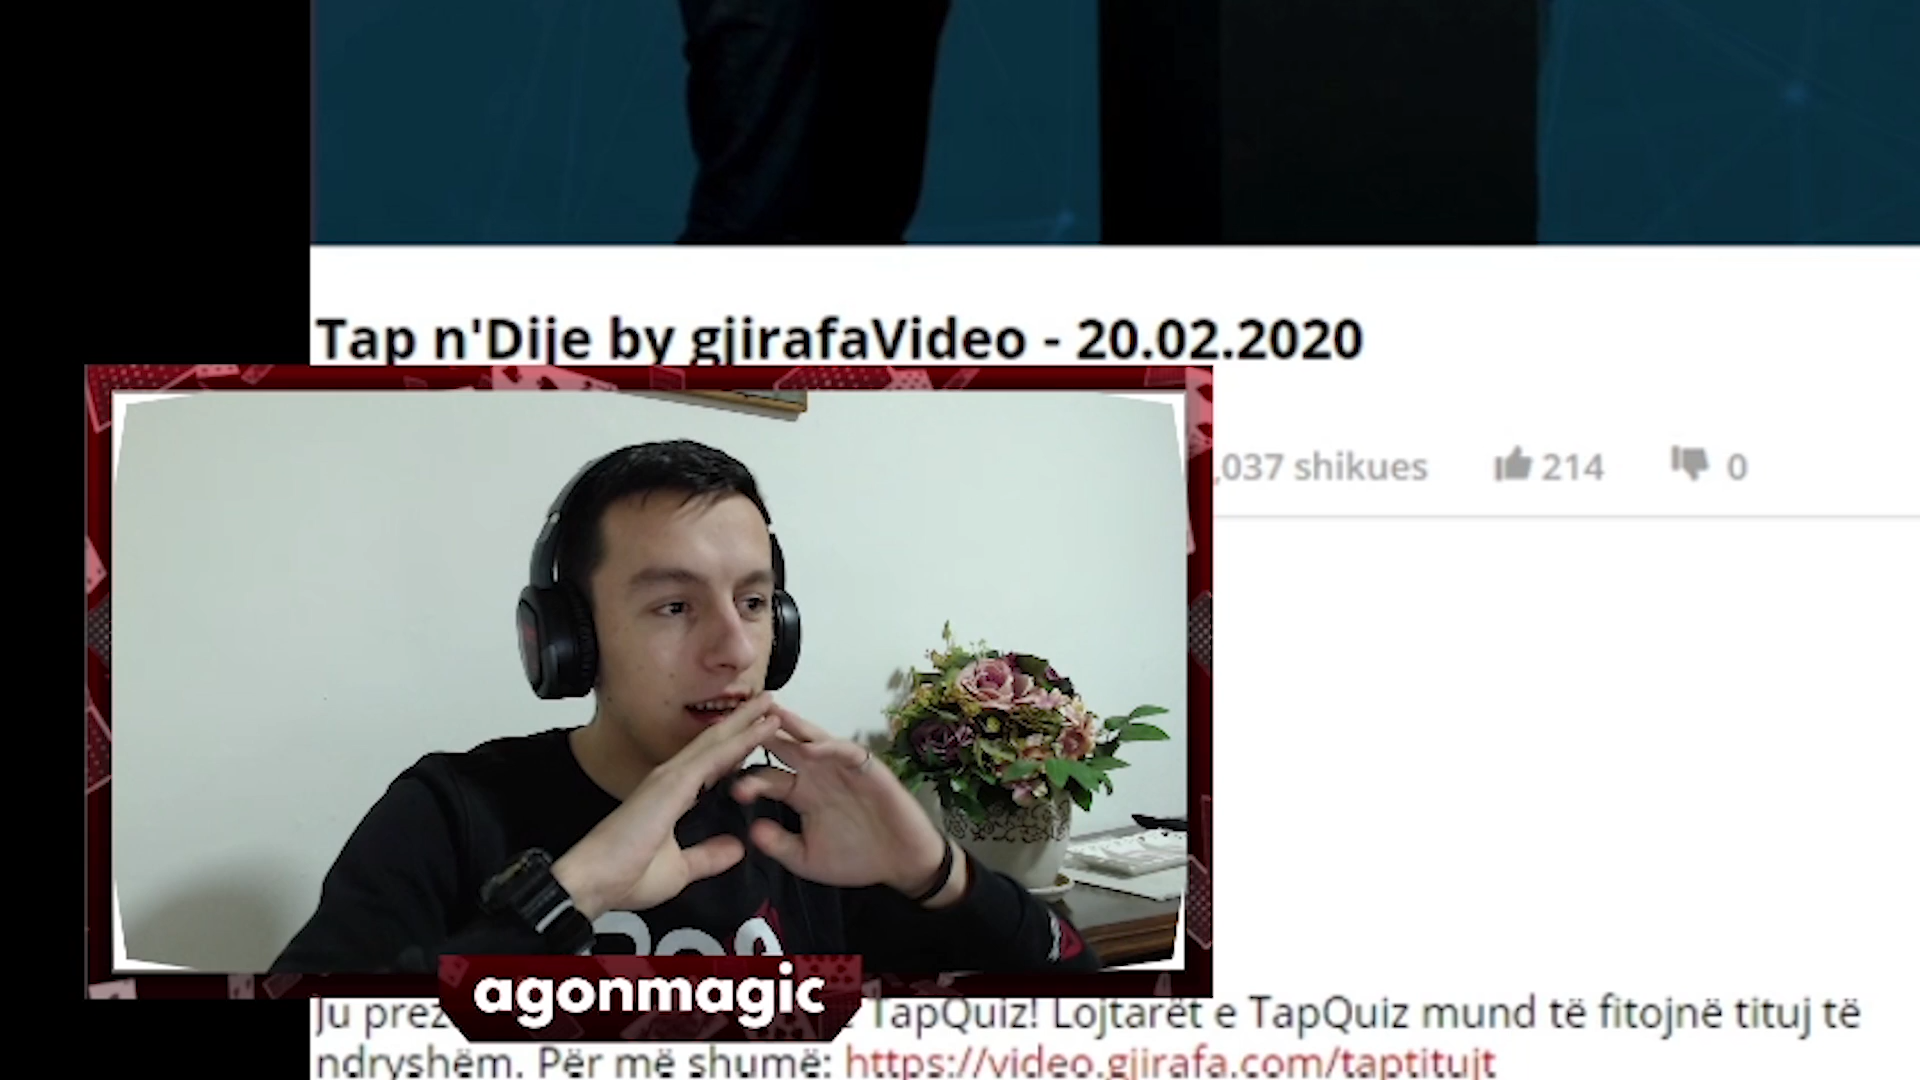 Tap n'Dije by gjirafaVideo - 20.02.2020
,037 shikues 214 0
agonmagic
Ju prez TapQuiz! Lojtarët e TapQuiz mund të fitojnë tituj të
ndryshëm. Për më shumë: https://video.gjirafa.com/taptitujt